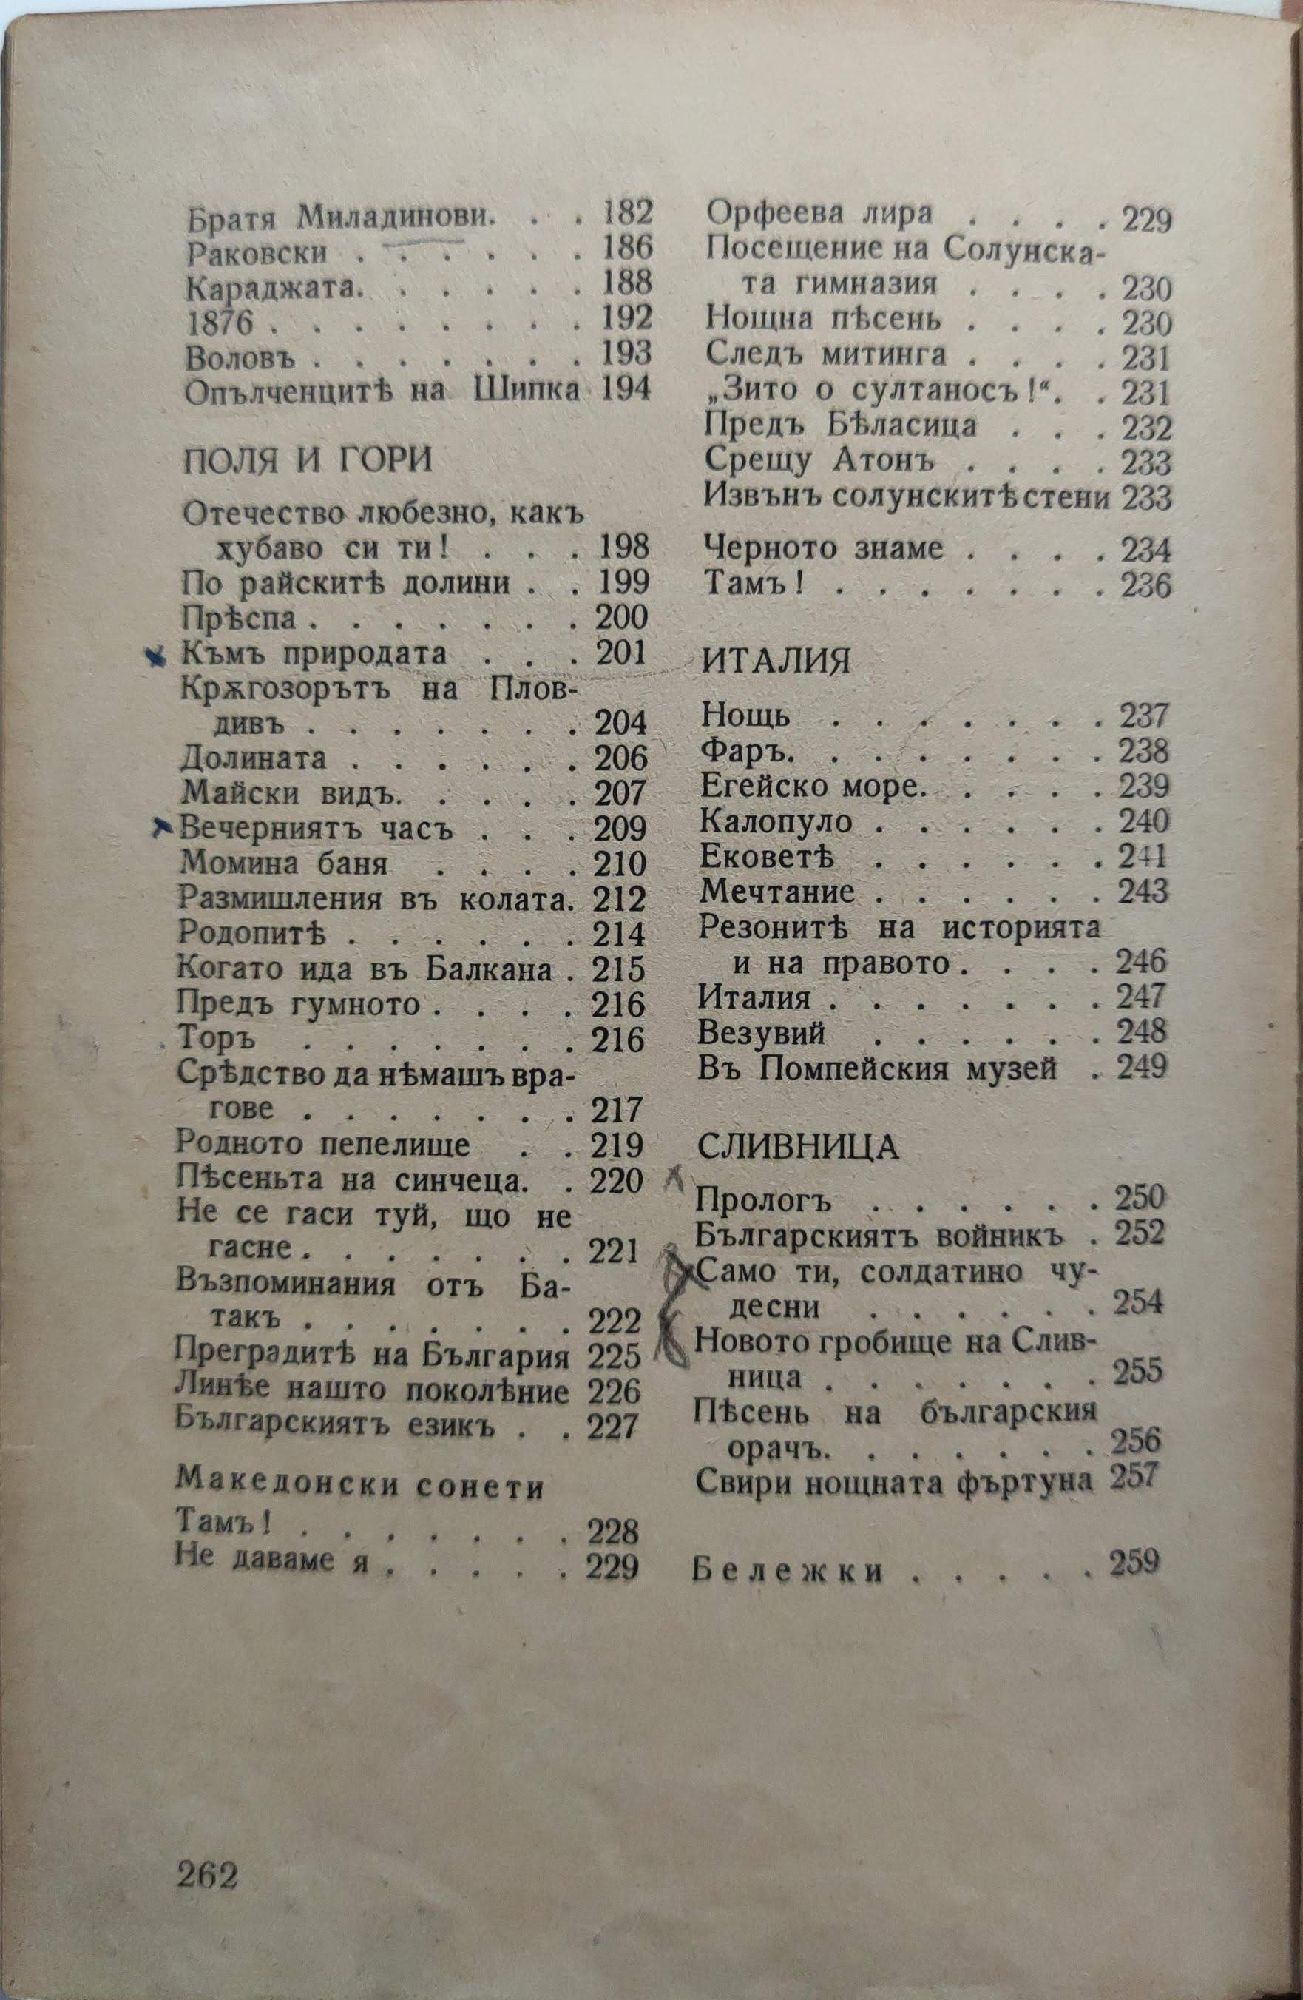 Братя Миладинови. . . 182
Раковски . . . . . . 186
Караджата. . . . . . 188
1876 . . . . . . . . 192
Воловъ . . . . . . . 193
Опълченцитѣ на Шипка 194
ПОЛЯ И ГОРИ
Отечество любезно, какъ
хубаво си ти! . . . 198
По райскитѣ долини . . 199
Прѣспа . . . . . . . 200
Къмъ природата . . . 201
Крѫгозорътъ на Плов-
дивъ . . . . . . . 204
Долината . . . . . . 206
Майски видъ. . . . . 207
Вечерниятъ часъ . . . 209
Момина баня . . . . 210
Размишления въ колата. 212
Родопитѣ . . . . . . 214
Когато ида въ Балкана . 215
Предъ гумното . . . . 216
Торъ . . . . . . . 216
Срѣдство да нѣмашъ вра-
гове . . . . . . . 217
Родното пепелище . . 219
Пѣсеньта на синчеца. . 220
Не се гаси туй, що не
гасне . . . . . . . 221
Възпоминания отъ Ба-
такъ . . . . . . . 222
Преградитѣ на България 225
Линѣе нашто поколѣние 226
Българскиятъ езикъ . . 227
Македонски сонети
Тамъ! . . . . . . . 228
Не даваме я . . . . . 229
262
Орфеева лира . . . . 229
Посещение на Солунска-
та гимназия . . . . 230
Нощна пѣсень . . . . 230
Следъ митинга . . . . 231
„Зито о султаносъ!“. . 231
Предъ Бѣласица . . . 232
Срещу Атонъ . . . . 233
Извънъ солунскитѣ стени 233
Черното знаме . . . . 234
Тамъ! . . . . . . . 236
ИТАЛИЯ
Нощь . . . . . . . 237
Фаръ. . . . . . . . 238
Егейско море. . . . . 239
Калопуло . . . . . . 240
Ековетѣ . . . . . . 241
Мечтание . . . . . . 243
Резонитѣ на историята
и на правото . . . . 246
Италия . . . . . . . 247
Везувий . . . . . . 248
Въ Помпейския музей . 249
СЛИВНИЦА
Прологъ . . . . . . 250
Българскиятъ войникъ . 252
Само ти, солдатино чу-
десни . . . . . . 254
Новото гробище на Слив-
ница . . . . . . . 255
Пѣсень на българския
орачъ. . . . . . . 256
Свири нощната фъртуна 257
Бележки . . . . . 259